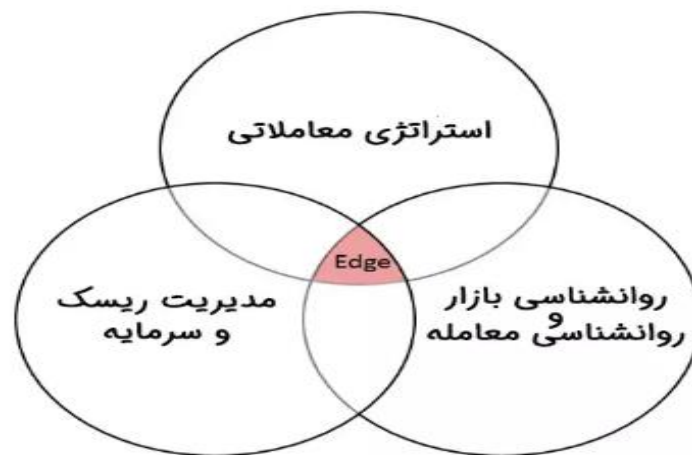 استراتژی معاملاتی
Edge
روانشناسی بازار
و
روانشناسی معامله
مدیریت ریسک
و سرمایه